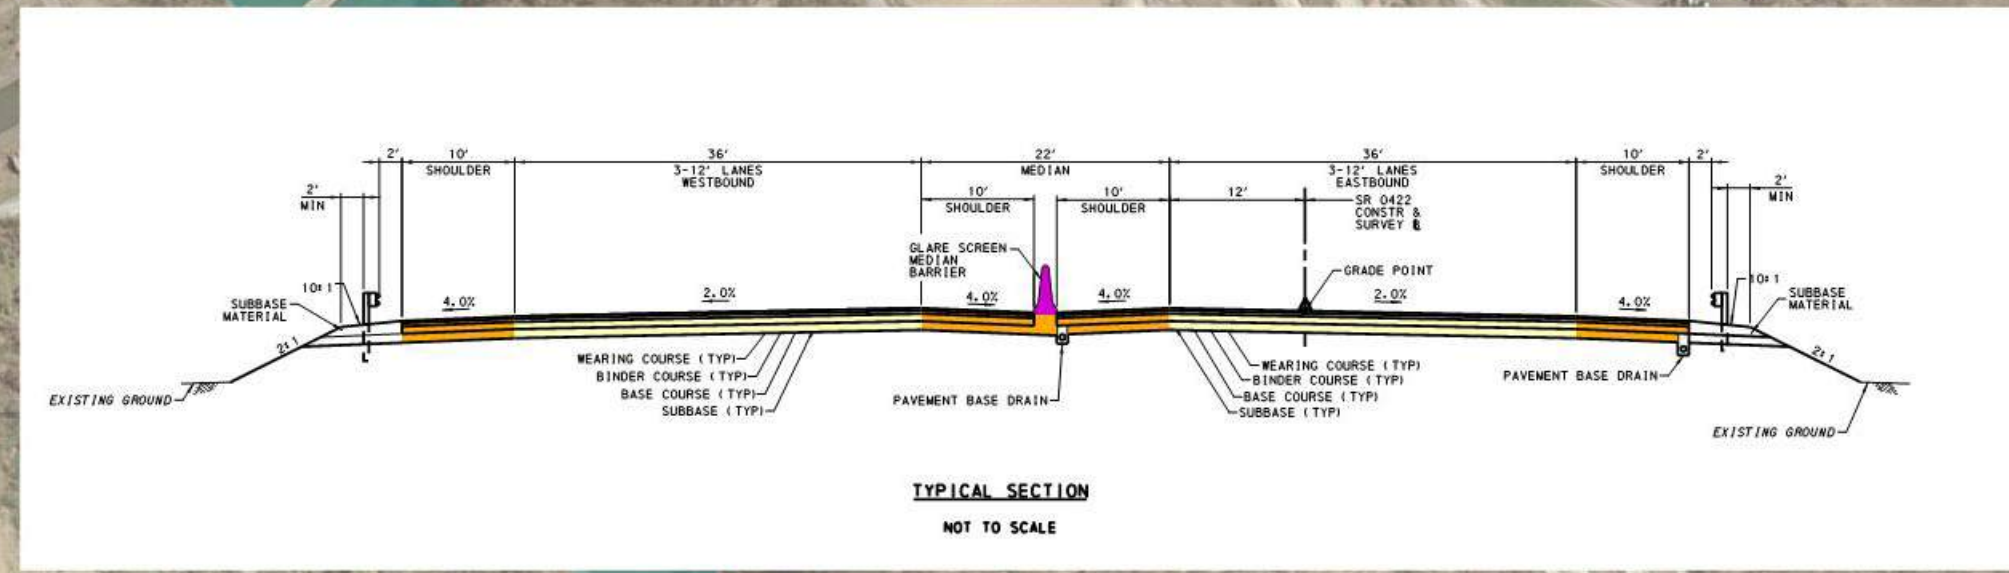 2'
10'
SHOULDER
36'
3-12' LANES
WESTBOUND
22'
MEDIAN
36'
3-12' LANES
EASTBOUND
10'
SHOULDER
2'
2'
MIN
10'
SHOULDER
10'
SHOULDER
12'
SR 0422
CONSTR &
SURVEY ℄
2'
MIN
GLARE SCREEN
MEDIAN
BARRIER
GRADE POINT
10:1
SUBBASE
MATERIAL
4.0%
2.0%
4.0%
4.0%
2.0%
4.0%
10:1
SUBBASE
MATERIAL
2:1
2:1
EXISTING GROUND
WEARING COURSE (TYP)
BINDER COURSE (TYP)
BASE COURSE (TYP)
SUBBASE (TYP)
PAVEMENT BASE DRAIN
WEARING COURSE (TYP)
BINDER COURSE (TYP)
BASE COURSE (TYP)
SUBBASE (TYP)
PAVEMENT BASE DRAIN
EXISTING GROUND
TYPICAL SECTION
NOT TO SCALE